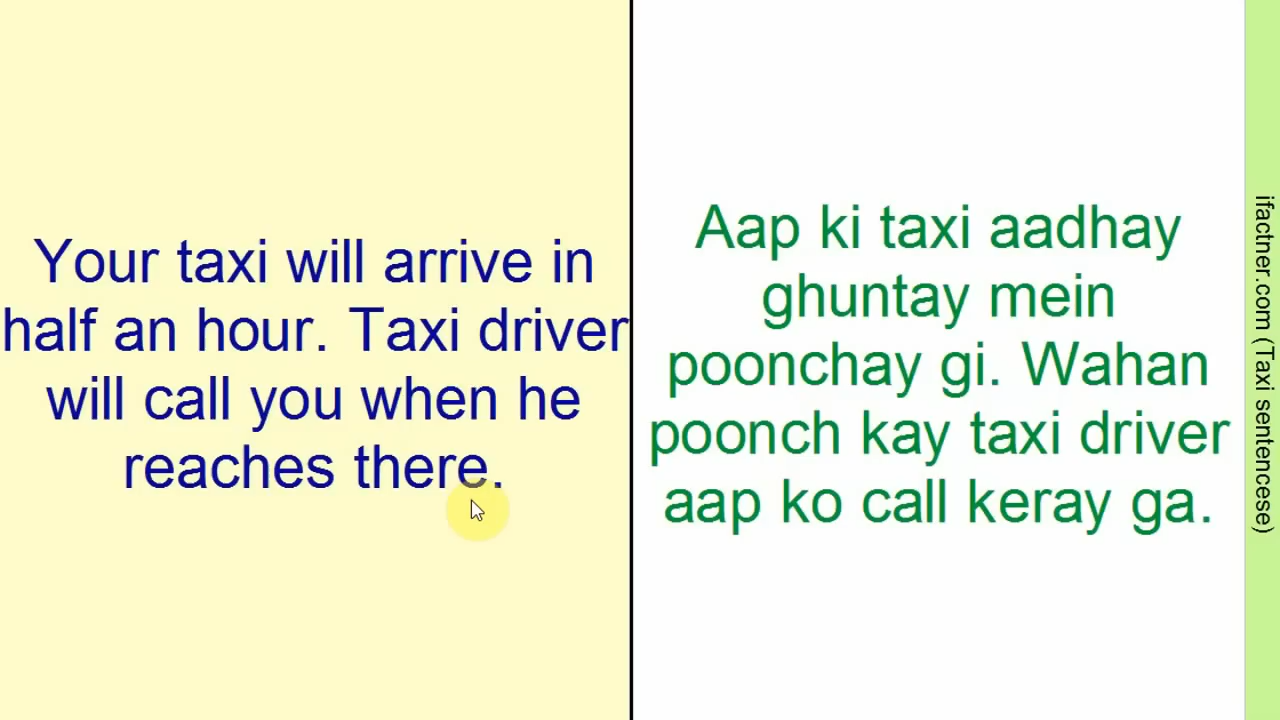 Your taxi will arrive in
half an hour. Taxi driver
will call you when he
reaches there.
Aap ki taxi aadhay
ghuntay mein
poonchay gi. Wahan
poonch kay taxi driver
aap ko call keray ga.
ifactner.com (Taxi sentencese)